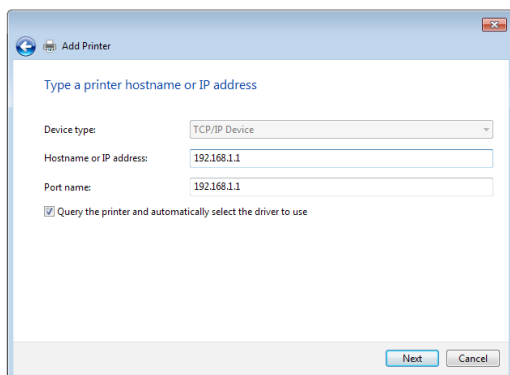 Add Printer
Type a printer hostname or IP address
Device type: TCP/IP Device
Hostname or IP address: 192.168.1.1
Port name: 192.168.1.1
Query the printer and automatically select the driver to use
Next Cancel